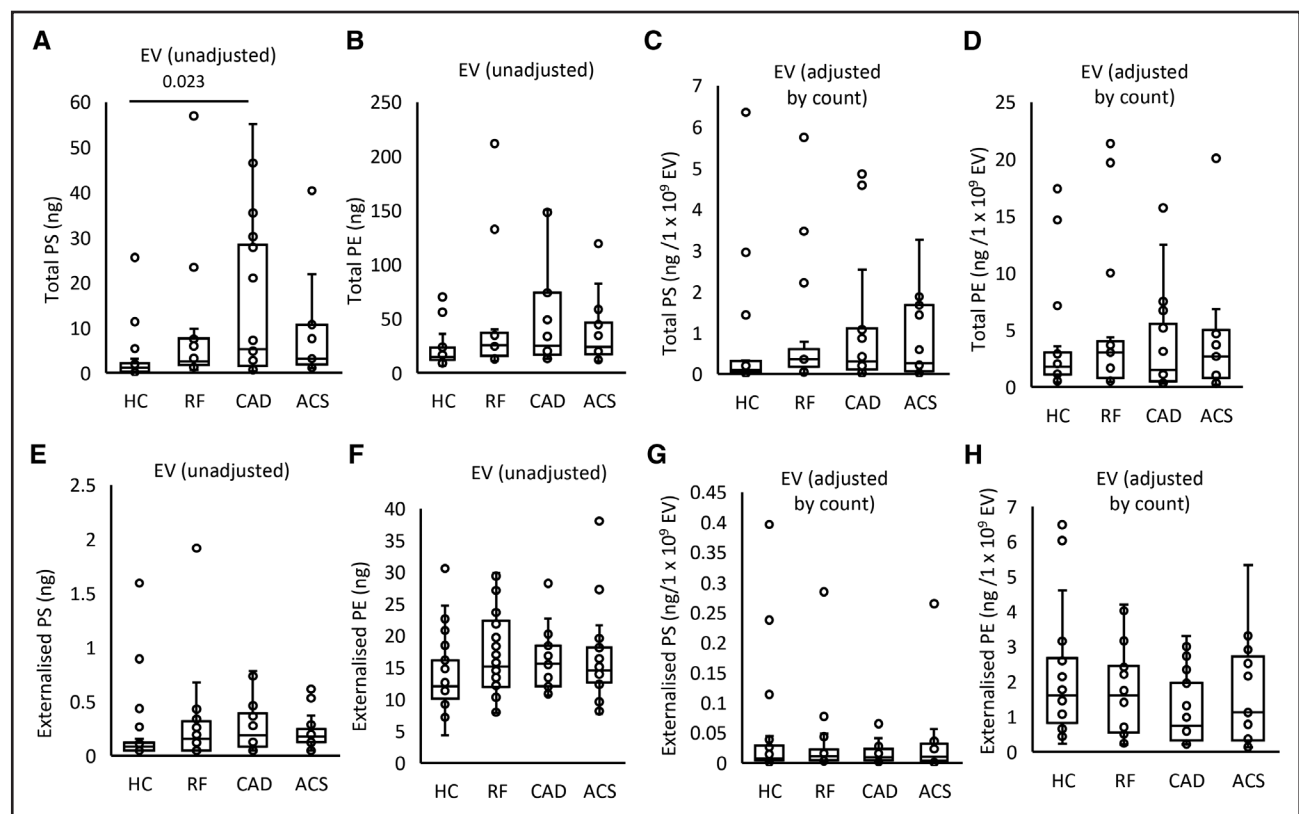 A
EV (unadjusted)
0.023
Total PS (ng)
60
50
40
30
20
10
0
HC RF CAD ACS
B
EV (unadjusted)
Total PE (ng)
250
200
150
100
50
0
HC RF CAD ACS
C
EV (adjusted
by count)
Total PS (ng /1 x 10⁹ EV)
7
6
5
4
3
2
1
0
HC RF CAD ACS
D
EV (adjusted
by count)
Total PE (ng /1 x 10⁹ EV)
25
20
15
10
5
0
HC RF CAD ACS
E
EV (unadjusted)
Externalised PS (ng)
2.5
2
1.5
1
0.5
0
HC RF CAD ACS
F
EV (unadjusted)
Externalised PE (ng)
40
35
30
25
20
15
10
5
0
HC RF CAD ACS
G
EV (adjusted
by count)
Externalised PS (ng/1 x 10⁹ EV)
0.45
0.4
0.35
0.3
0.25
0.2
0.15
0.1
0.05
0
HC RF CAD ACS
H
EV (adjusted
by count)
Externalised PE (ng /1 x 10⁹ EV)
7
6
5
4
3
2
1
0
HC RF CAD ACS